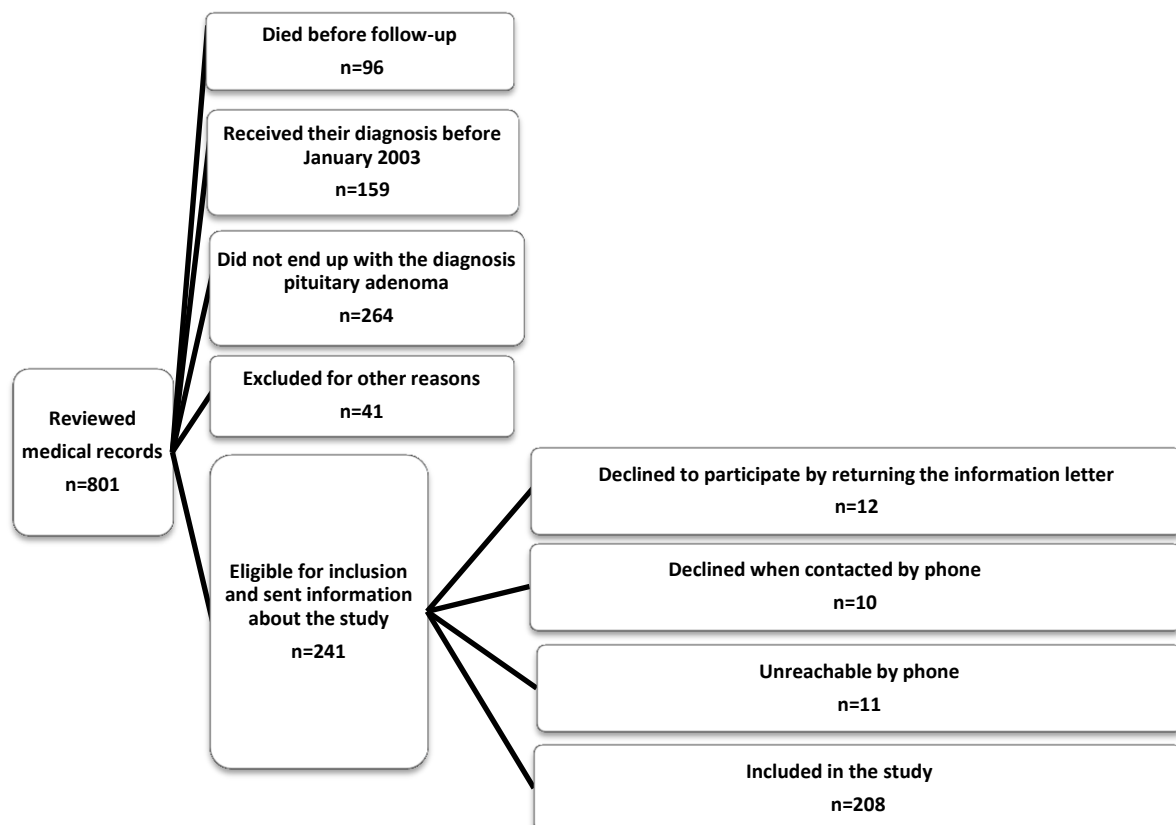 Died before follow-up
n=96
Received their diagnosis before
January 2003
n=159
Did not end up with the diagnosis
pituitary adenoma
n=264
Excluded for other reasons
n=41
Reviewed
medical records
n=801
Eligible for inclusion
and sent information
about the study
n=241
Declined to participate by returning the information letter
n=12
Declined when contacted by phone
n=10
Unreachable by phone
n=11
Included in the study
n=208